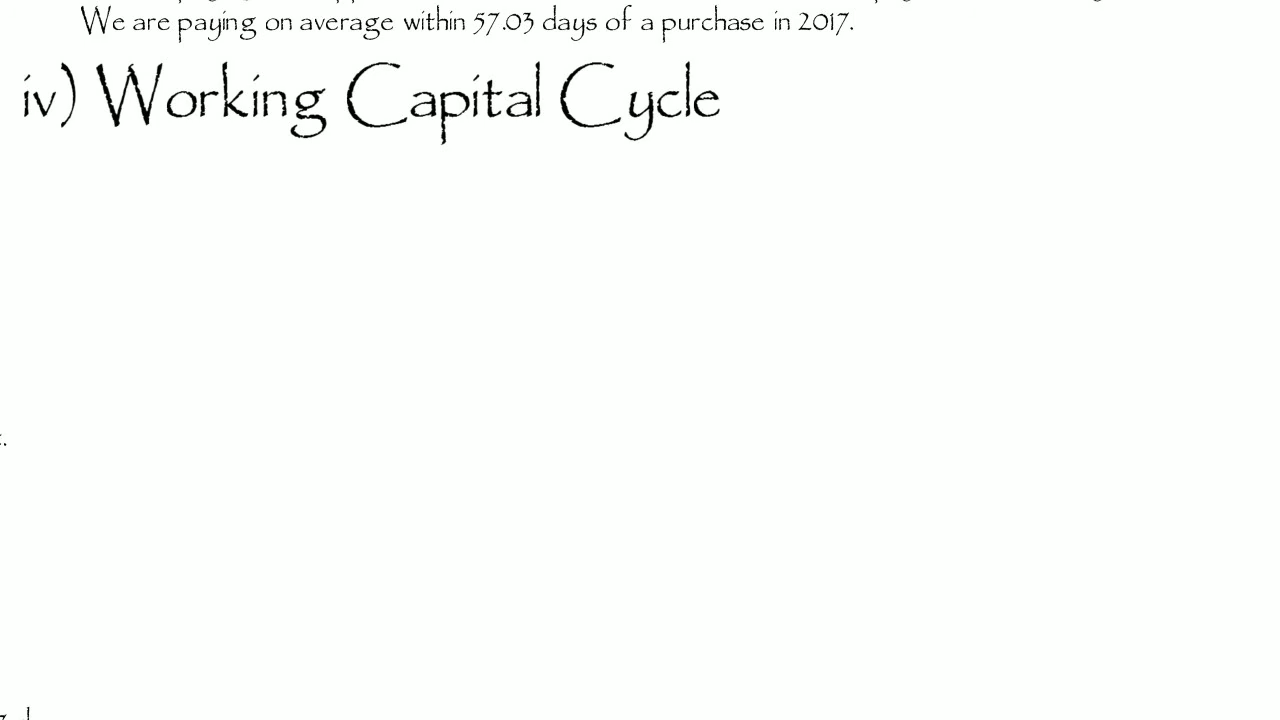 We are paying on average within 57.03 days of a purchase in 2017.
iv) Working Capital Cycle